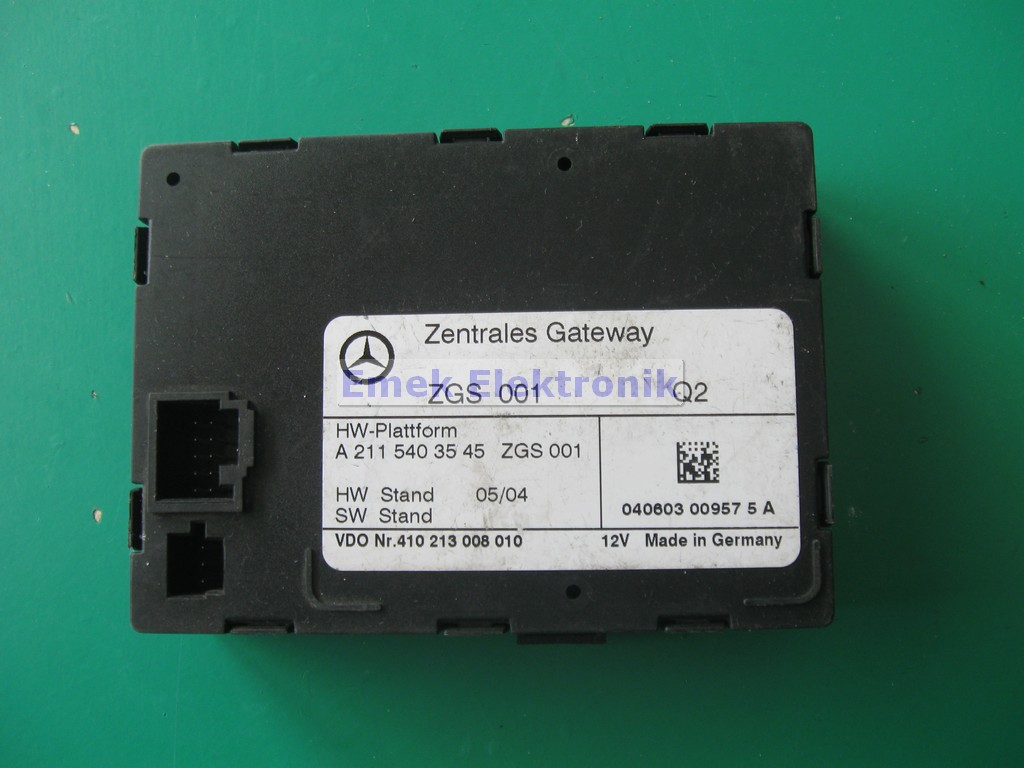 Zentrales Gateway
Emek Elektronik
ZGS 001 Q2
HW-Plattform
A 211 540 35 45 ZGS 001
HW Stand 05/04
SW Stand
040603 00957 5 A
VDO Nr.410 213 008 010 12V Made in Germany